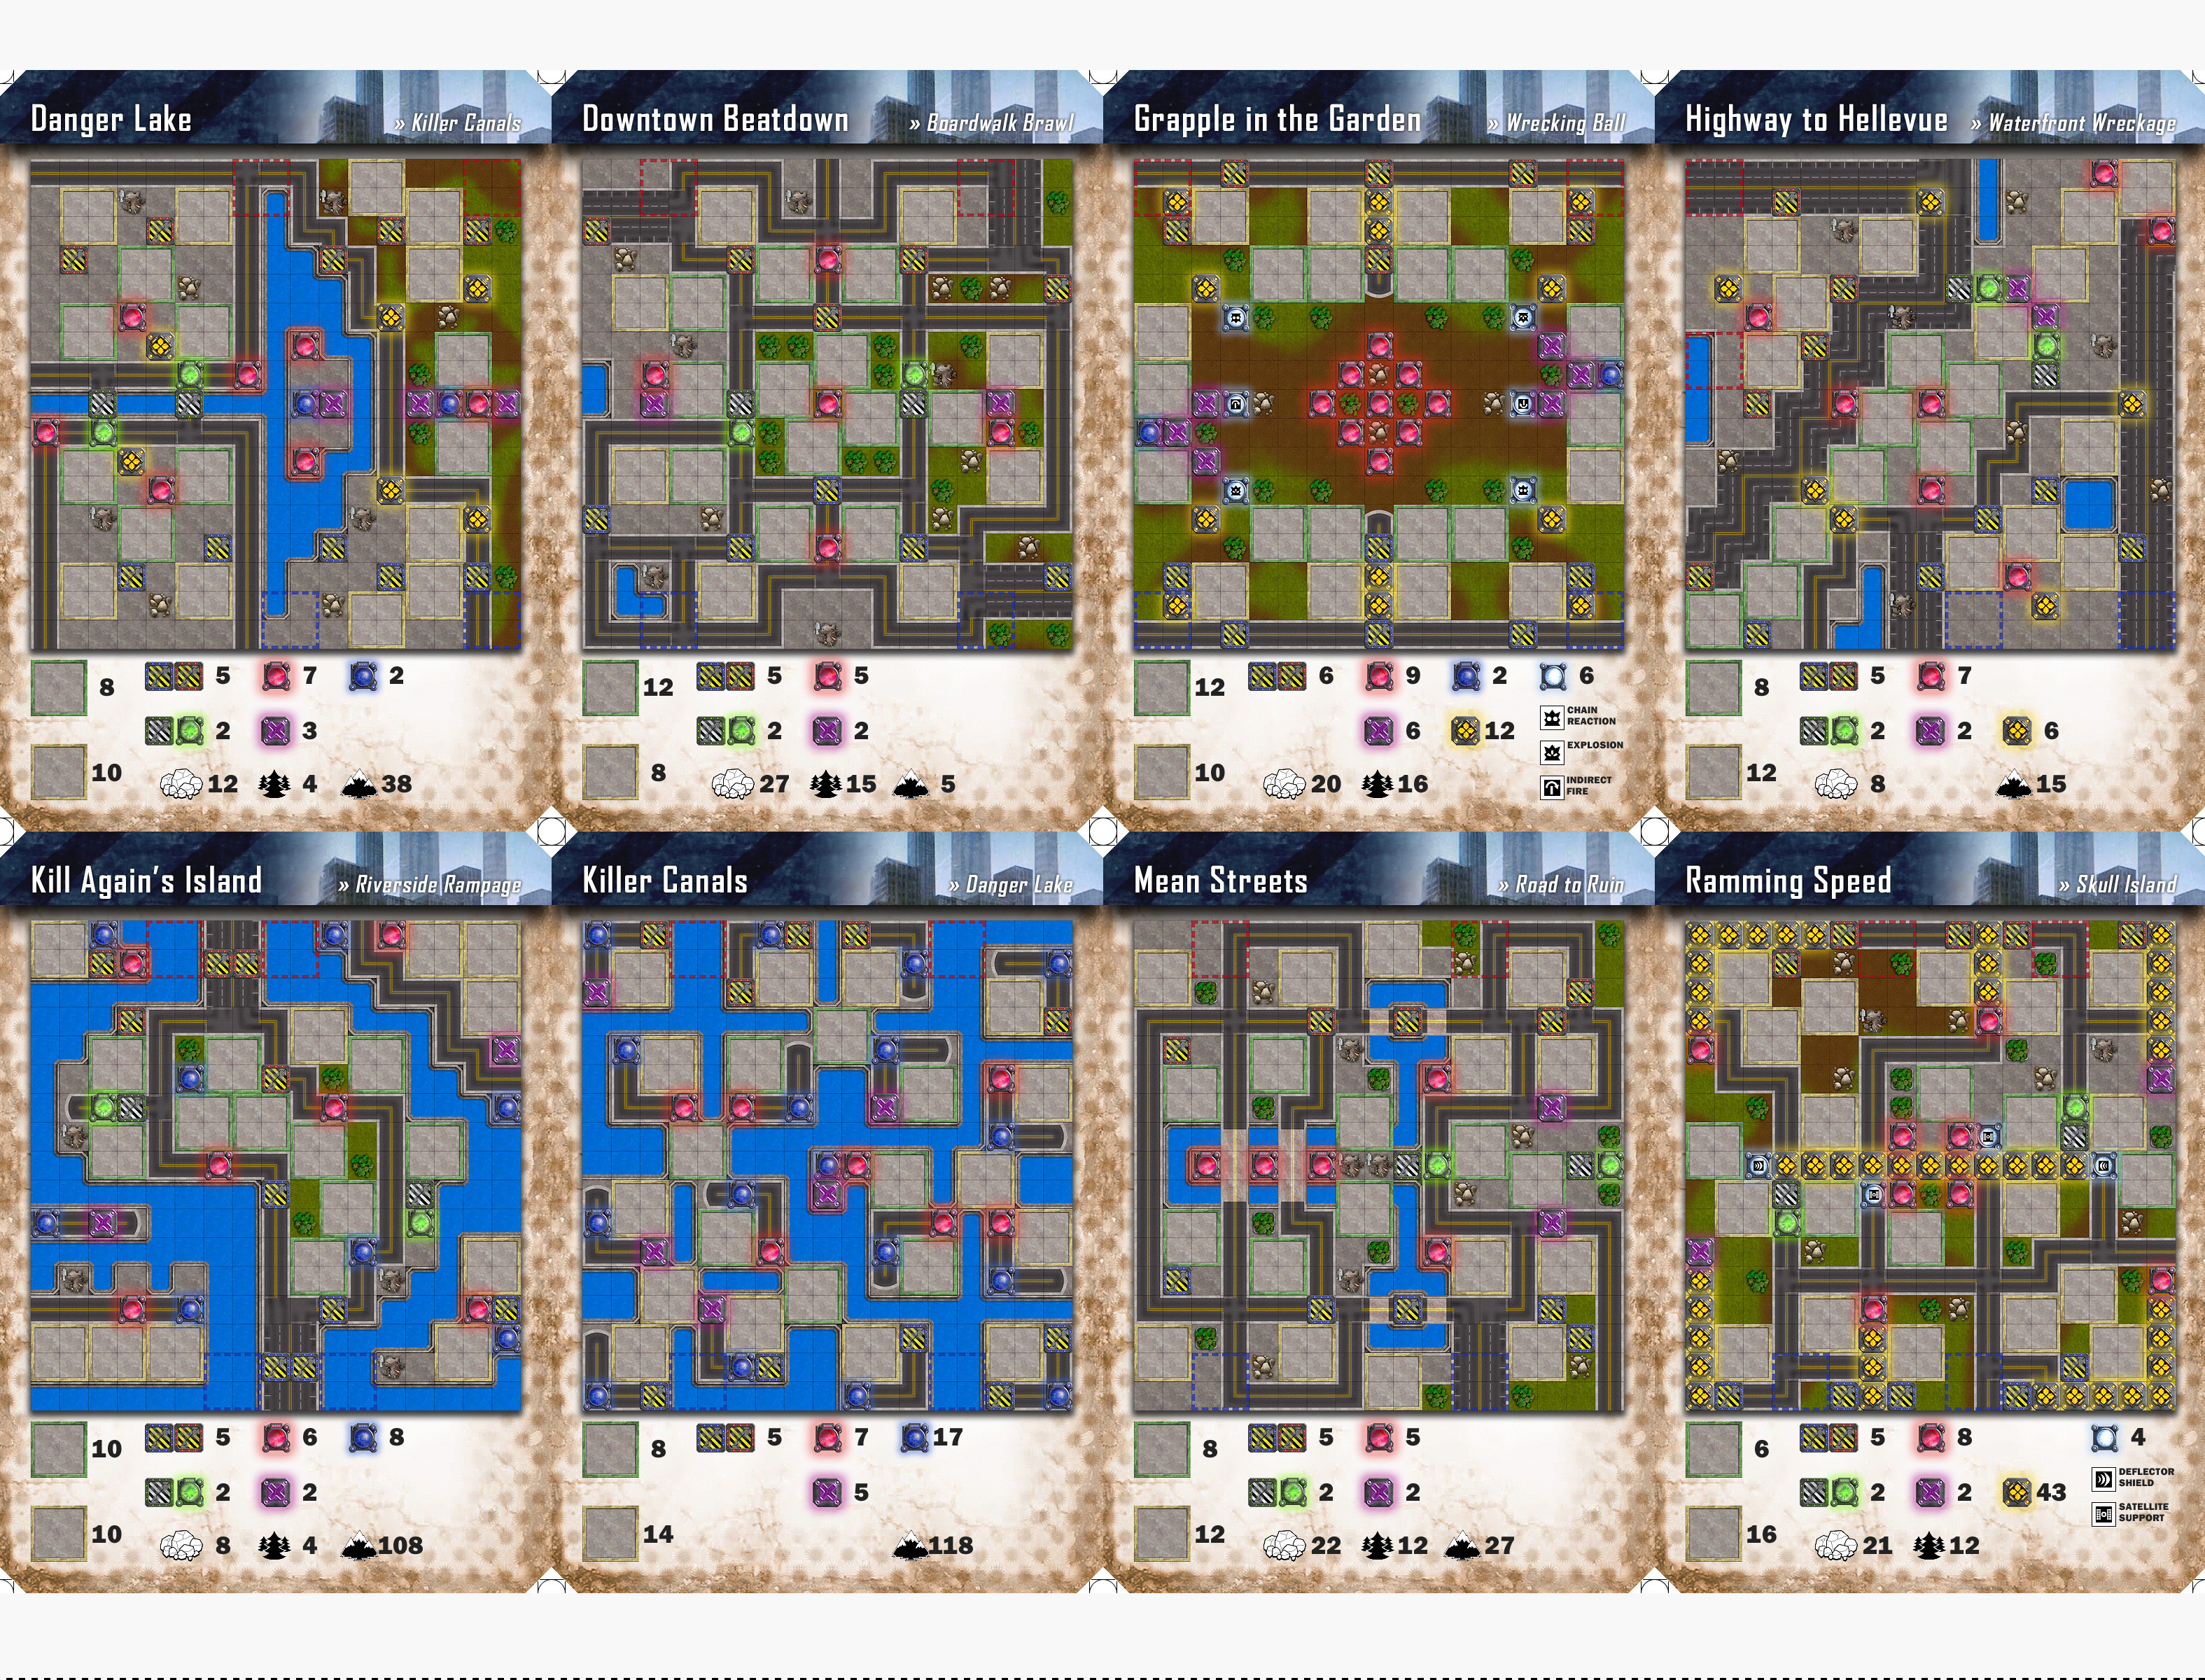 Danger Lake » Killer Canals
8 5 7 2
2 3
10 12 4 38
Downtown Beatdown » Boardwalk Brawl
12 5 5
2 2
8 27 15 5
Grapple in the Garden » Wrecking Ball
12 6 9 2 6
CHAIN
REACTION
6 12
EXPLOSION
10 20 16
INDIRECT
FIRE
Highway to Hellevue » Waterfront Wreckage
8 5 7
2 2 6
12 8 15
Kill Again's Island » Riverside Rampage
10 5 6 8
2 2
10 8 4 108
Killer Canals » Danger Lake
8 5 7 17
5
14 118
Mean Streets » Road to Ruin
8 5 5
2 2
12 22 12 27
Ramming Speed » Skull Island
6 5 8 4
DEFLECTOR
SHIELD
2 2 43
SATELLITE
SUPPORT
16 21 12